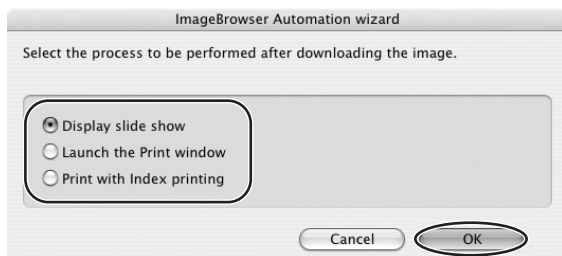 ImageBrowser Automation wizard
Select the process to be performed after downloading the image.
Display slide show
Launch the Print window
Print with Index printing
Cancel
OK